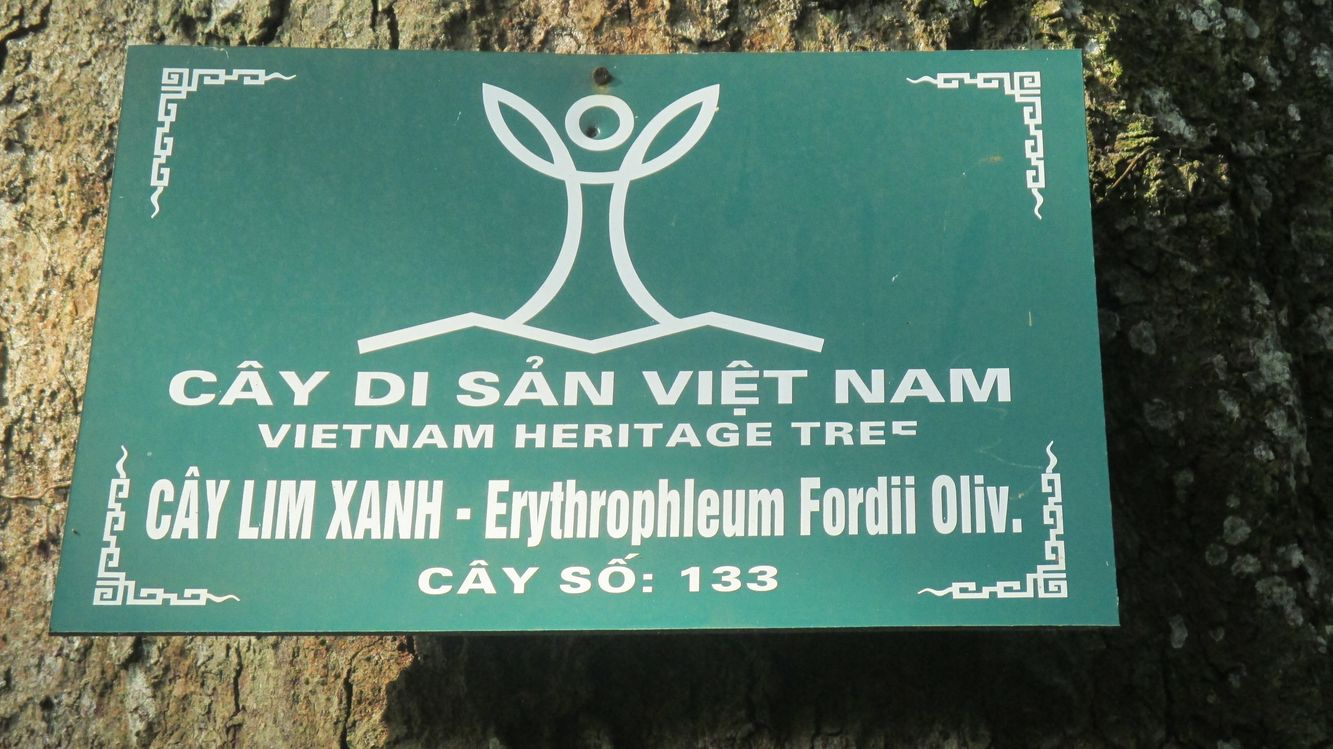 CÂY DI SẢN VIỆT NAM
VIETNAM HERITAGE TREE
CÂY LIM XANH - Erythrophleum Fordii Oliv.
CÂY SỐ: 133